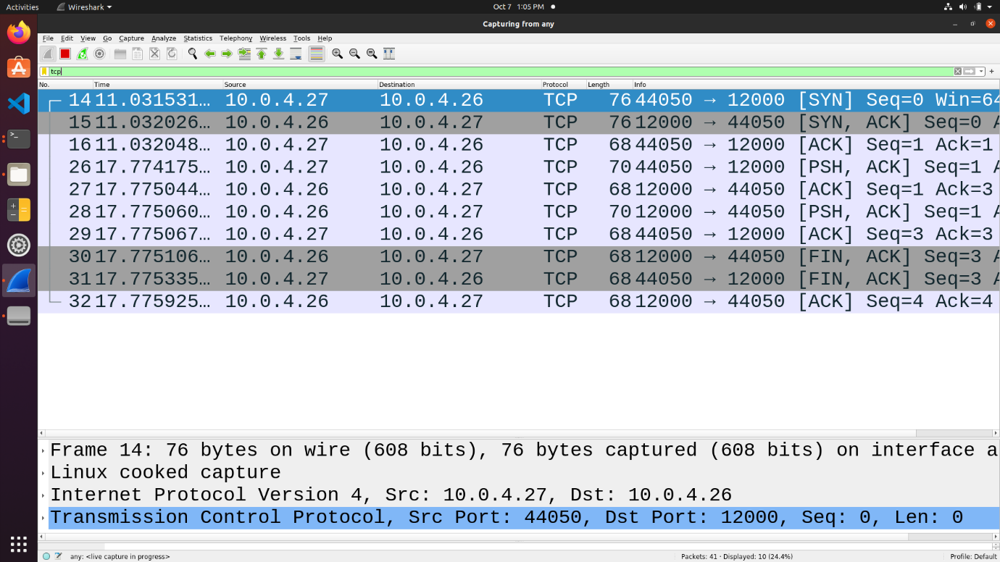 Activities Wireshark Oct 7 1:05 PM
Capturing from any
File Edit View Go Capture Analyze Statistics Telephony Wireless Tools Help
tcp
No. Time Source Destination Protocol Length Info
14 11.031531… 10.0.4.27 10.0.4.26 TCP 76 44050 → 12000 [SYN] Seq=0 Win=64
15 11.032026… 10.0.4.26 10.0.4.27 TCP 76 12000 → 44050 [SYN, ACK] Seq=0 A
16 11.032048… 10.0.4.27 10.0.4.26 TCP 68 44050 → 12000 [ACK] Seq=1 Ack=1
26 17.774175… 10.0.4.27 10.0.4.26 TCP 70 44050 → 12000 [PSH, ACK] Seq=1 A
27 17.775044… 10.0.4.26 10.0.4.27 TCP 68 12000 → 44050 [ACK] Seq=1 Ack=3
28 17.775060… 10.0.4.26 10.0.4.27 TCP 70 12000 → 44050 [PSH, ACK] Seq=1 A
29 17.775067… 10.0.4.27 10.0.4.26 TCP 68 44050 → 12000 [ACK] Seq=3 Ack=3
30 17.775106… 10.0.4.26 10.0.4.27 TCP 68 12000 → 44050 [FIN, ACK] Seq=3 A
31 17.775335… 10.0.4.27 10.0.4.26 TCP 68 44050 → 12000 [FIN, ACK] Seq=3 A
32 17.775925… 10.0.4.26 10.0.4.27 TCP 68 12000 → 44050 [ACK] Seq=4 Ack=4
Frame 14: 76 bytes on wire (608 bits), 76 bytes captured (608 bits) on interface a
Linux cooked capture
Internet Protocol Version 4, Src: 10.0.4.27, Dst: 10.0.4.26
Transmission Control Protocol, Src Port: 44050, Dst Port: 12000, Seq: 0, Len: 0
any: <live capture in progress> Packets: 41 · Displayed: 10 (24.4%) Profile: Default